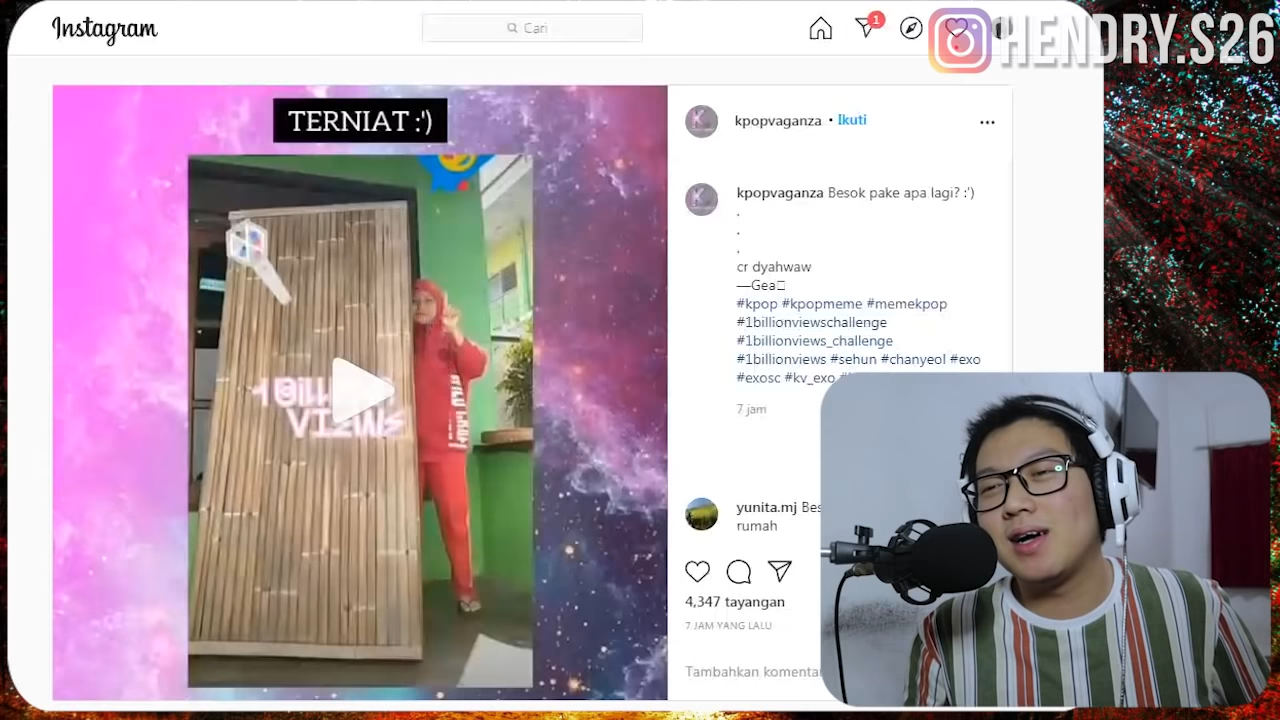 Instagram
Cari
1
HENDRY.S26
TERNIAT :')
kpopvaganza • Ikuti
kpopvaganza Besok pake apa lagi? :')
.
.
.
cr dyahwaw
—Gea
#kpop #kpopmeme #memekpop
#1billionviewschallenge
#1billionviews_challenge
#1billionviews #sehun #chanyeol #exo
#exosc #kv_exo
7 jam
VIEWS
yunita.mj
rumah
4,347 tayangan
7 JAM YANG LALU
Tambahkan